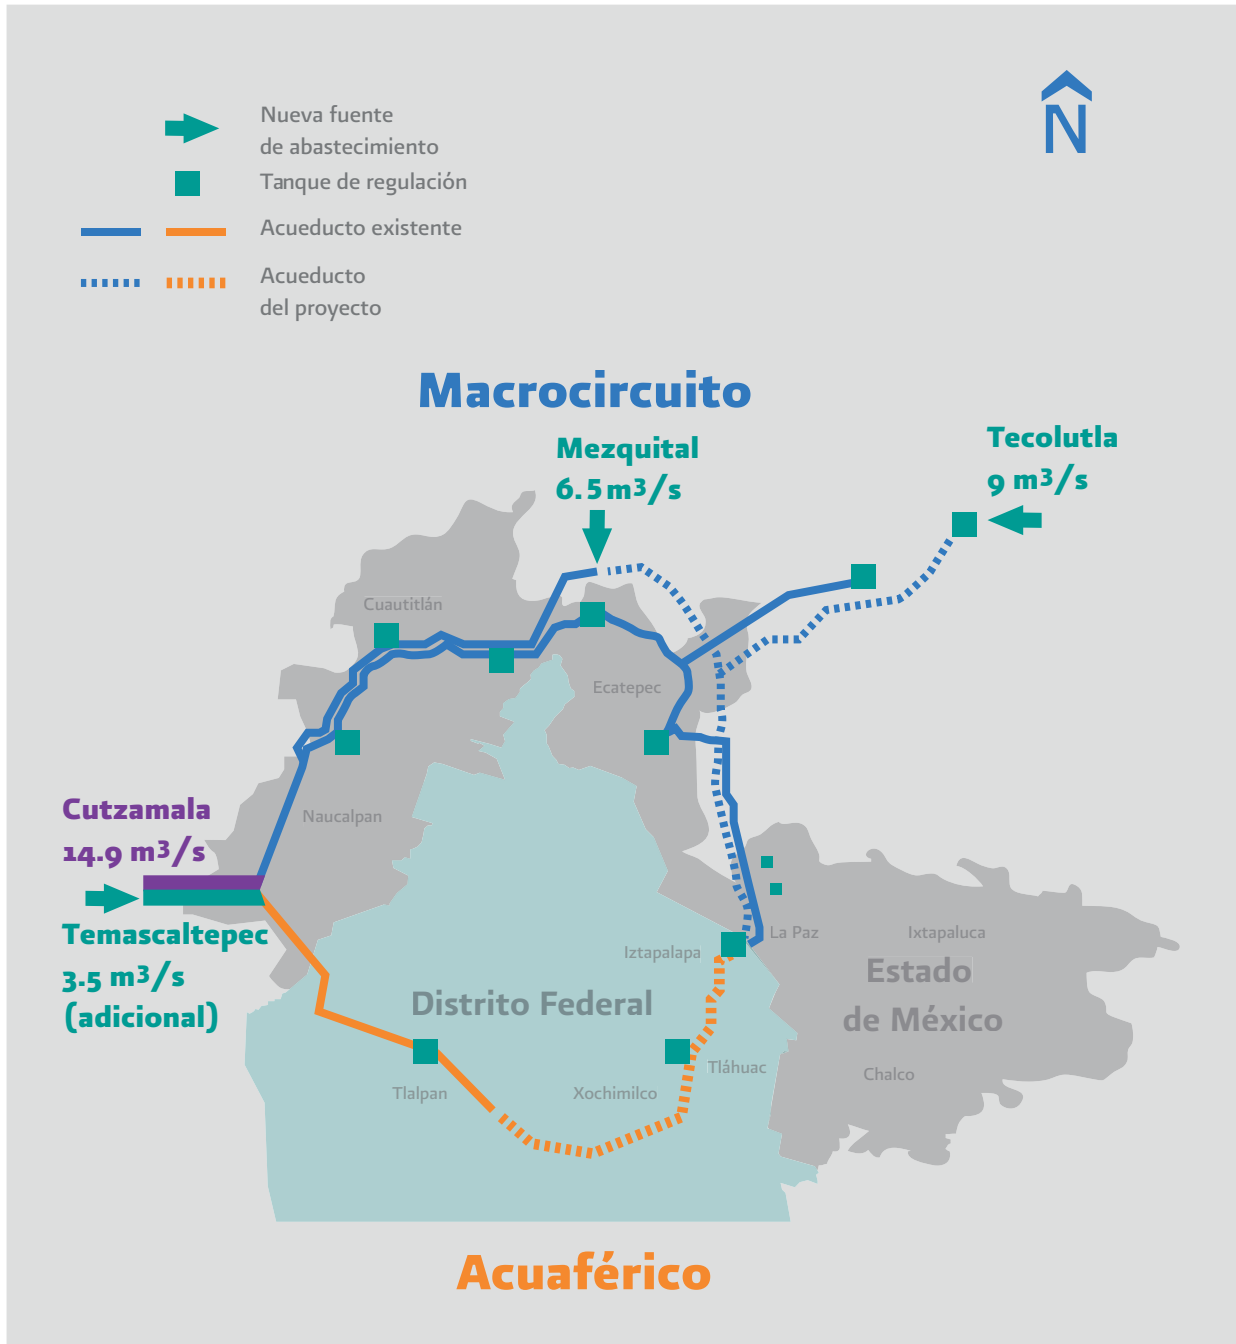 N
Nueva fuente
de abastecimiento
Tanque de regulación
Acueducto existente
Acueducto
del proyecto
Macrocircuito
Mezquital
6.5 m3/s
Tecolutla
9 m3/s
Cuautitlán
Ecatepec
Naucalpan
Cutzamala
14.9 m3/s
Temascaltepec
3.5 m3/s
(adicional)
Iztapalapa
La Paz
Ixtapaluca
Estado
de México
Distrito Federal
Tláhuac
Chalco
Tlalpan
Xochimilco
Acuaférico